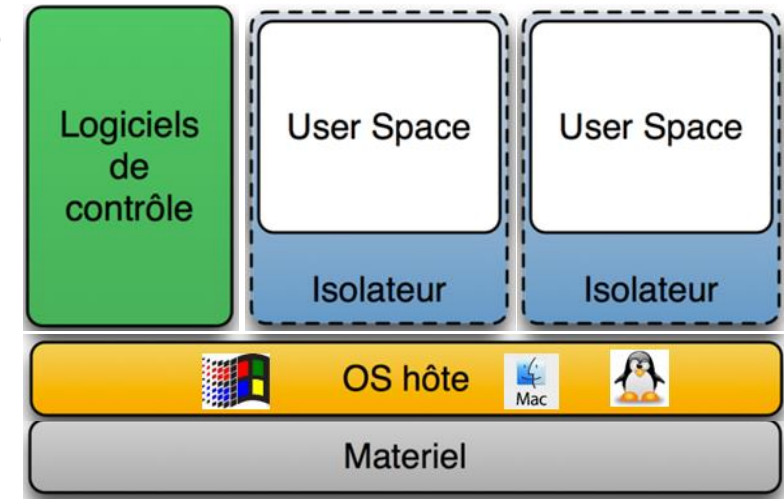 Logiciels
de
contrôle
User Space
Isolateur
User Space
Isolateur
OS hôte
Mac
Materiel